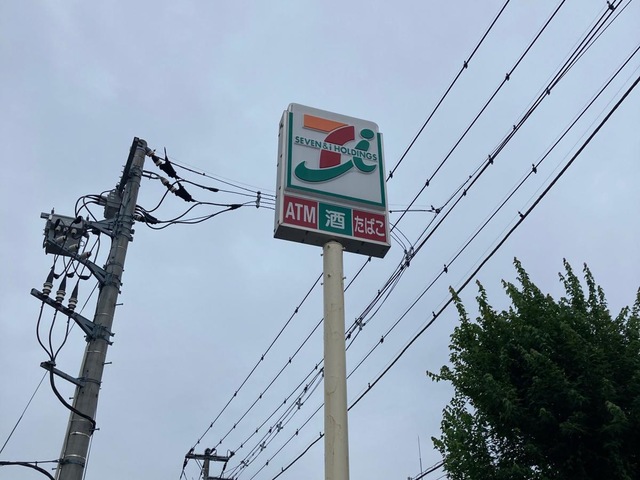 SEVEN & i HOLDINGS
ATM 酒 たばこ